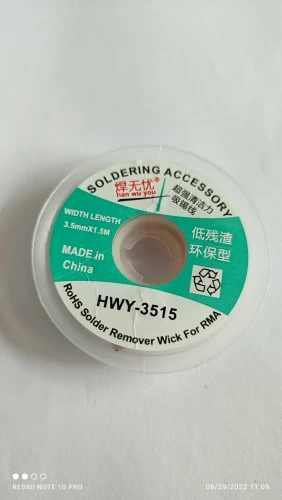 SOLDERING ACCESSORY
焊无忧®
han wu you
超强清洁力
吸锡线
WIDTH LENGTH
3.5mmX1.5M
低残渣
环保型
MADE in
China
HWY-3515
RoHS Solder Remover Wick For RMA
REDMI NOTE 10 PRO
08/29/2022 11:09